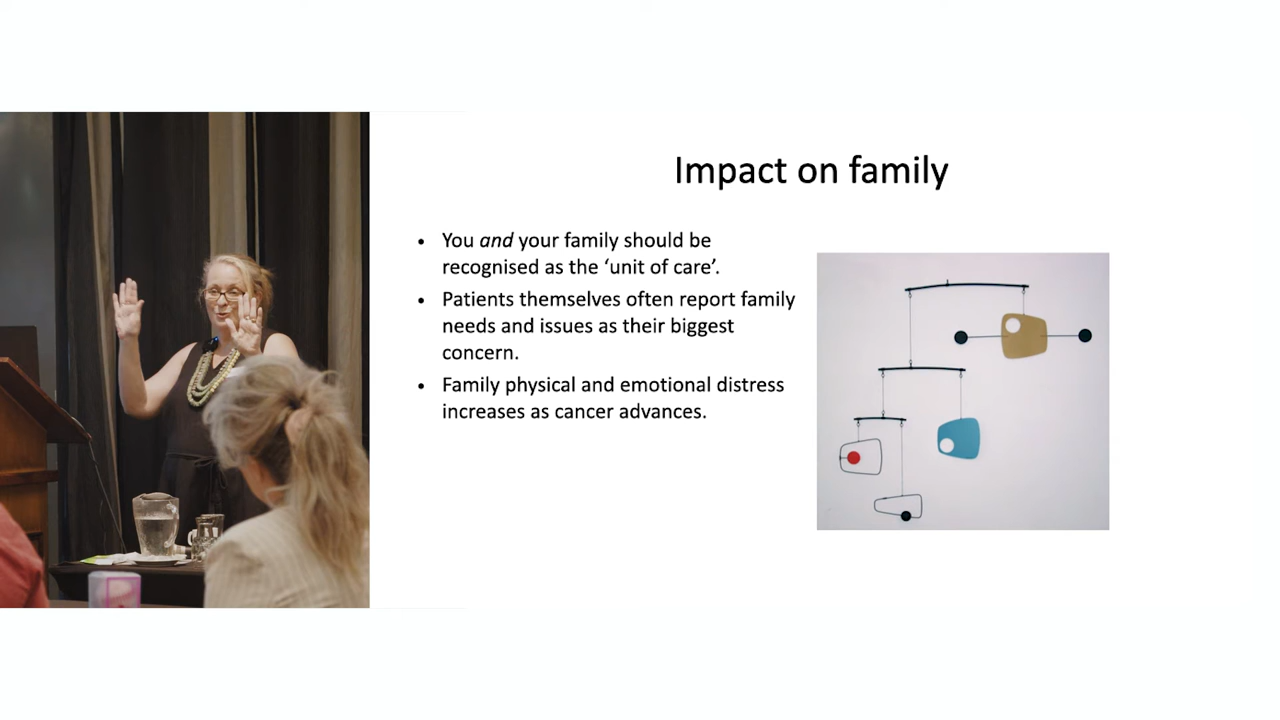 Impact on family
• You and your family should be
recognised as the ‘unit of care’.
• Patients themselves often report family
needs and issues as their biggest
concern.
• Family physical and emotional distress
increases as cancer advances.